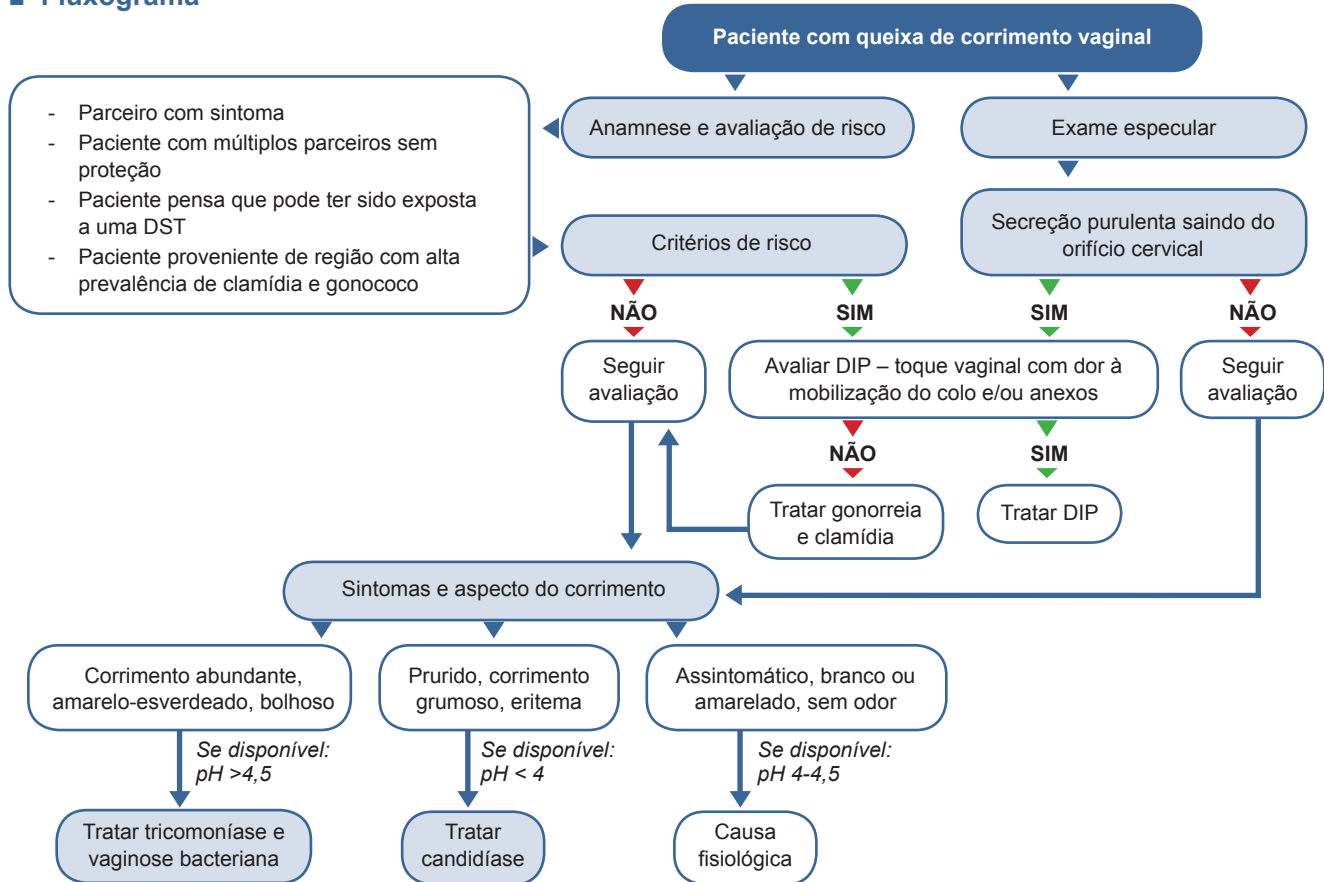 Fluxograma
Paciente com queixa de corrimento vaginal
- Parceiro com sintoma
- Paciente com múltiplos parceiros sem
proteção
- Paciente pensa que pode ter sido exposta
a uma DST
- Paciente proveniente de região com alta
prevalência de clamídia e gonococo
Anamnese e avaliação de risco
Exame especular
Critérios de risco
Secreção purulenta saindo do
orifício cervical
NÃO
SIM
SIM
NÃO
Seguir
avaliação
Avaliar DIP – toque vaginal com dor à
mobilização do colo e/ou anexos
Seguir
avaliação
NÃO
SIM
Tratar gonorreia
e clamídia
Tratar DIP
Sintomas e aspecto do corrimento
Corrimento abundante,
amarelo-esverdeado, bolhoso
Prurido, corrimento
grumoso, eritema
Assintomático, branco ou
amarelado, sem odor
Se disponível:
pH >4,5
Se disponível:
pH < 4
Se disponível:
pH 4-4,5
Tratar tricomoníase e
vaginose bacteriana
Tratar
candidíase
Causa
fisiológica